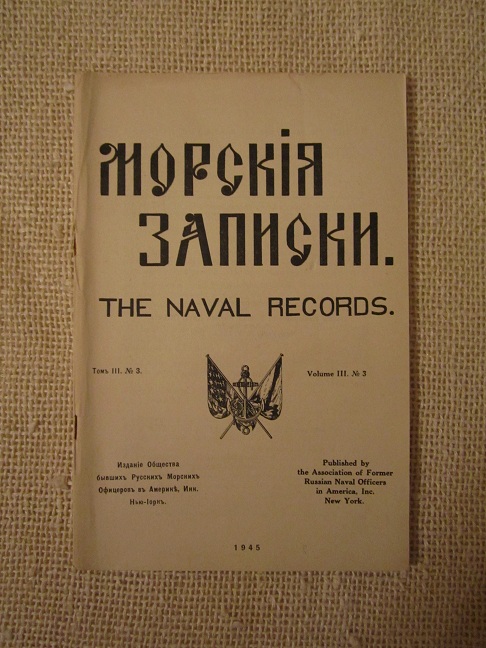 МОРСКІЯ
ЗАПИСКИ.
THE NAVAL RECORDS.
Томъ III. № 3.
Volume III. № 3
Изданіе Общества
бывшихъ Русскихъ Морскихъ
Офицеровъ въ Америкѣ, Инк.
Нью-Іоркъ.
Published by
the Association of Former
Russian Naval Officers
in America, Inc.
New York.
1945